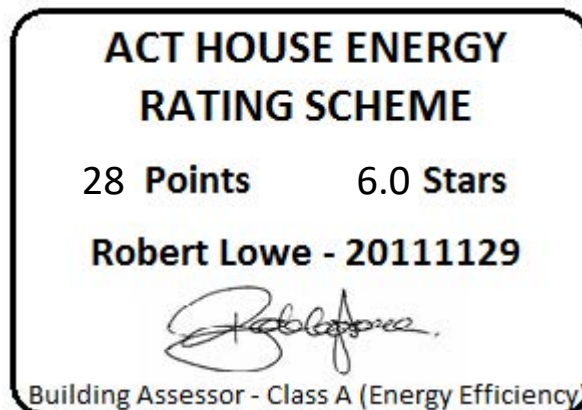 ACT HOUSE ENERGY
RATING SCHEME
28 Points 6.0 Stars
Robert Lowe - 20111129
Building Assessor - Class A (Energy Efficiency)